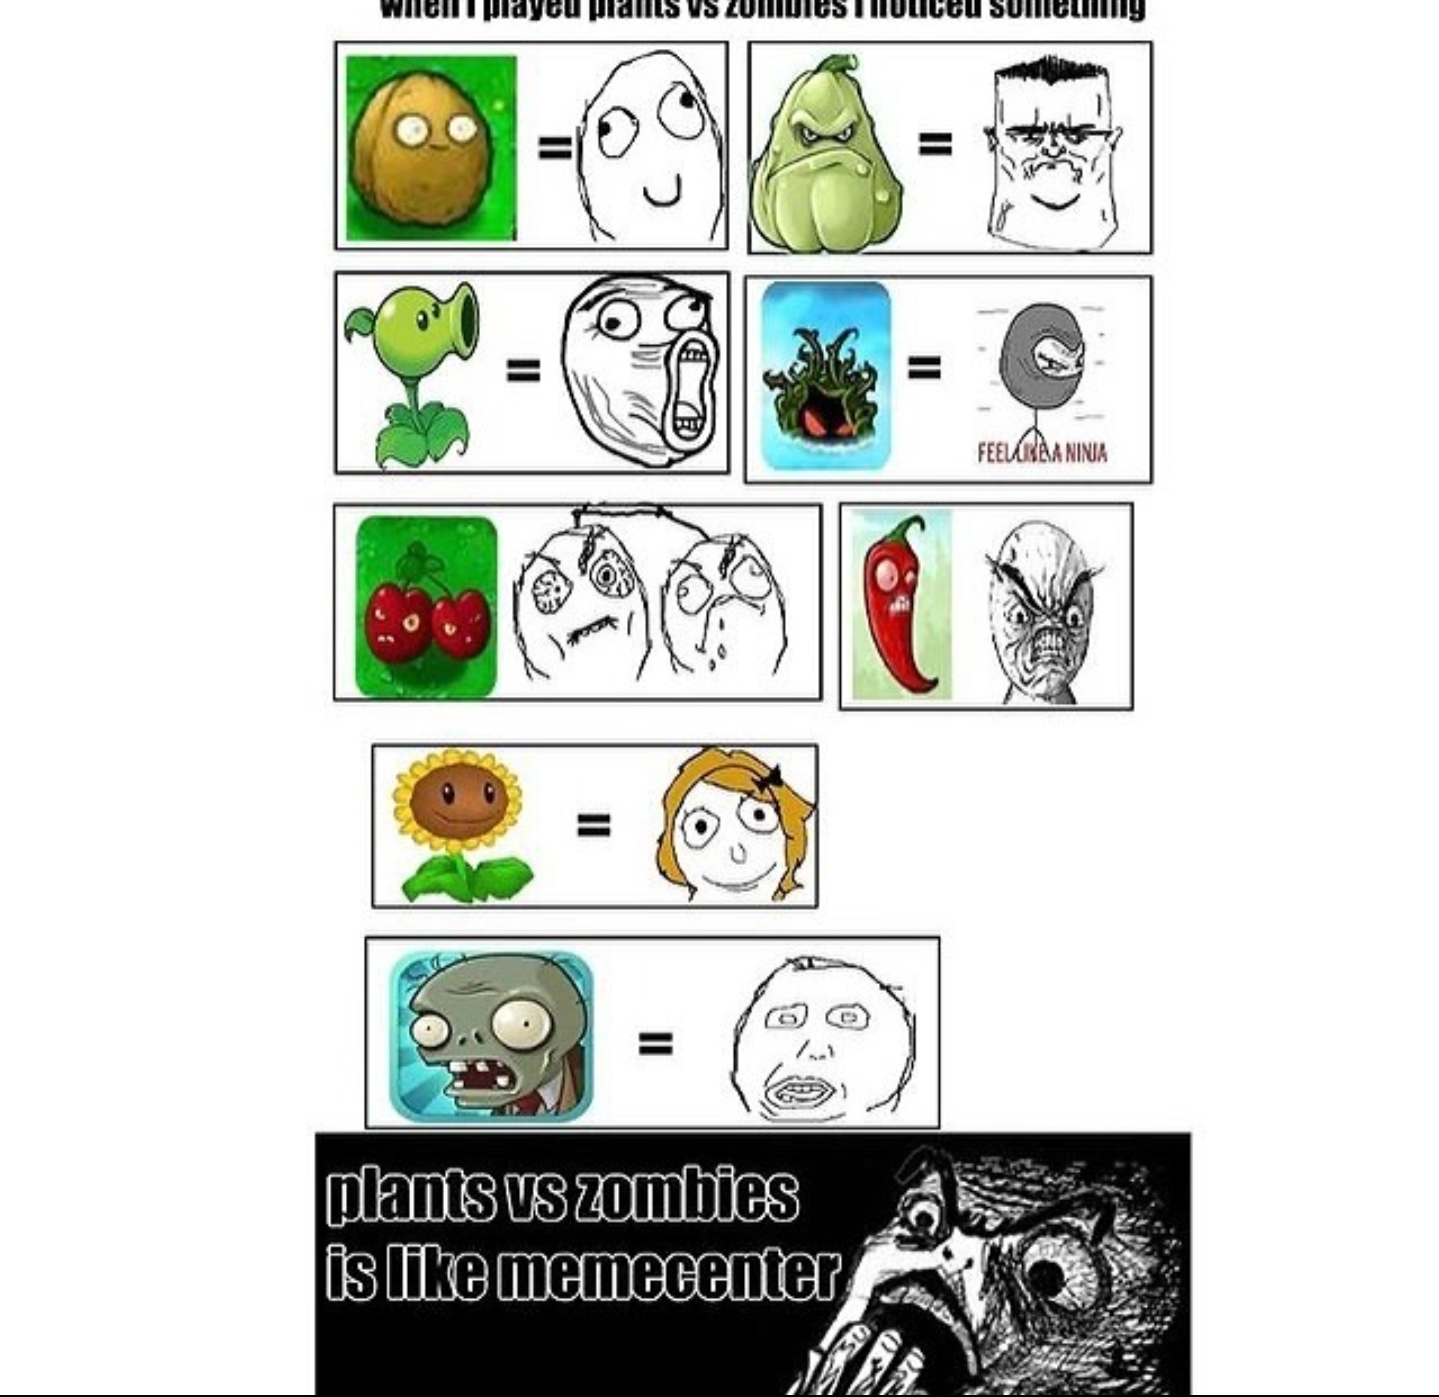 when i played plants vs zombies i noticed something
=
=
=
=
FEEL LIKE A NINJA
=
=
plants vs zombies
is like memecenter